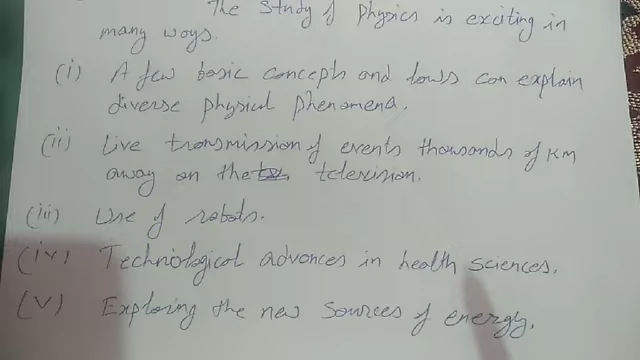 The study of Physics is exciting in
many ways.
(i) A few basic concepts and laws can explain
diverse physical phenomena.
(ii) Live transmission of events thousands of KM
away on the television.
(iii) Use of robots.
(iv) Technological advances in health sciences.
(v) Exploring the new sources of energy.